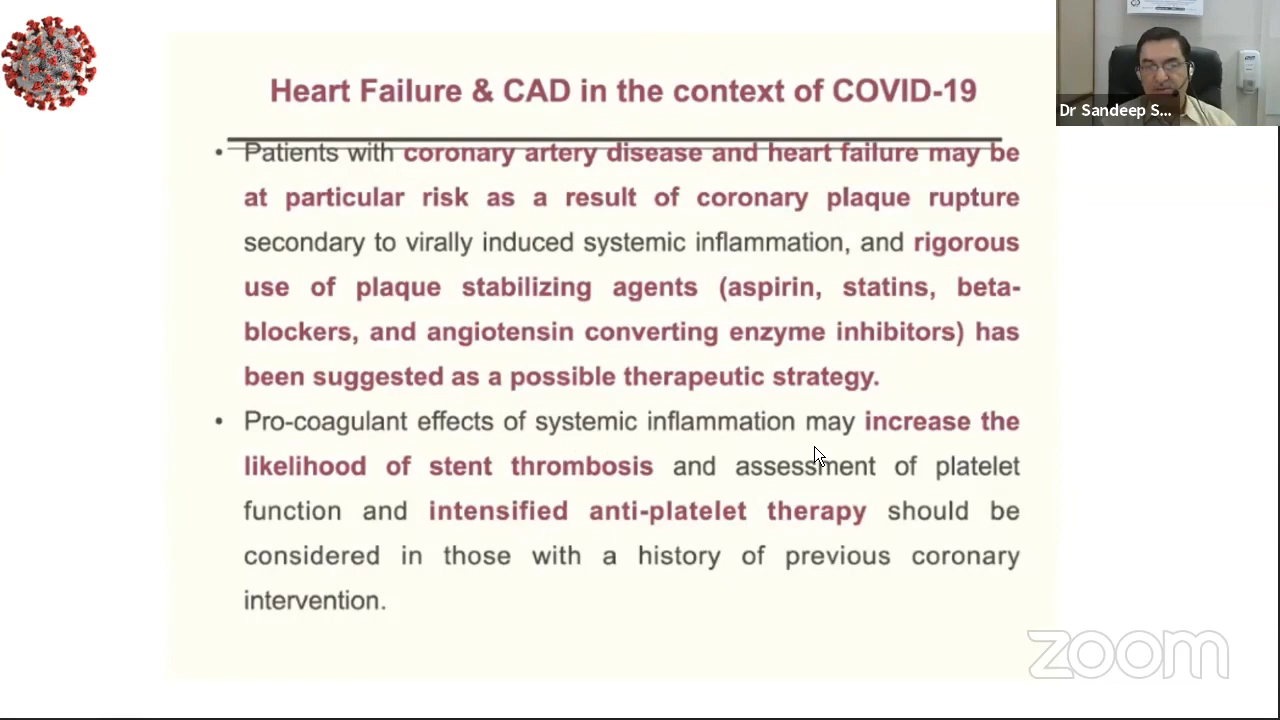 Heart Failure & CAD in the context of COVID-19
• Patients with coronary artery disease and heart failure may be
at particular risk as a result of coronary plaque rupture
secondary to virally induced systemic inflammation, and rigorous
use of plaque stabilizing agents (aspirin, statins, beta-
blockers, and angiotensin converting enzyme inhibitors) has
been suggested as a possible therapeutic strategy.
• Pro-coagulant effects of systemic inflammation may increase the
likelihood of stent thrombosis and assessment of platelet
function and intensified anti-platelet therapy should be
considered in those with a history of previous coronary
intervention.
Dr Sandeep S...
zoom